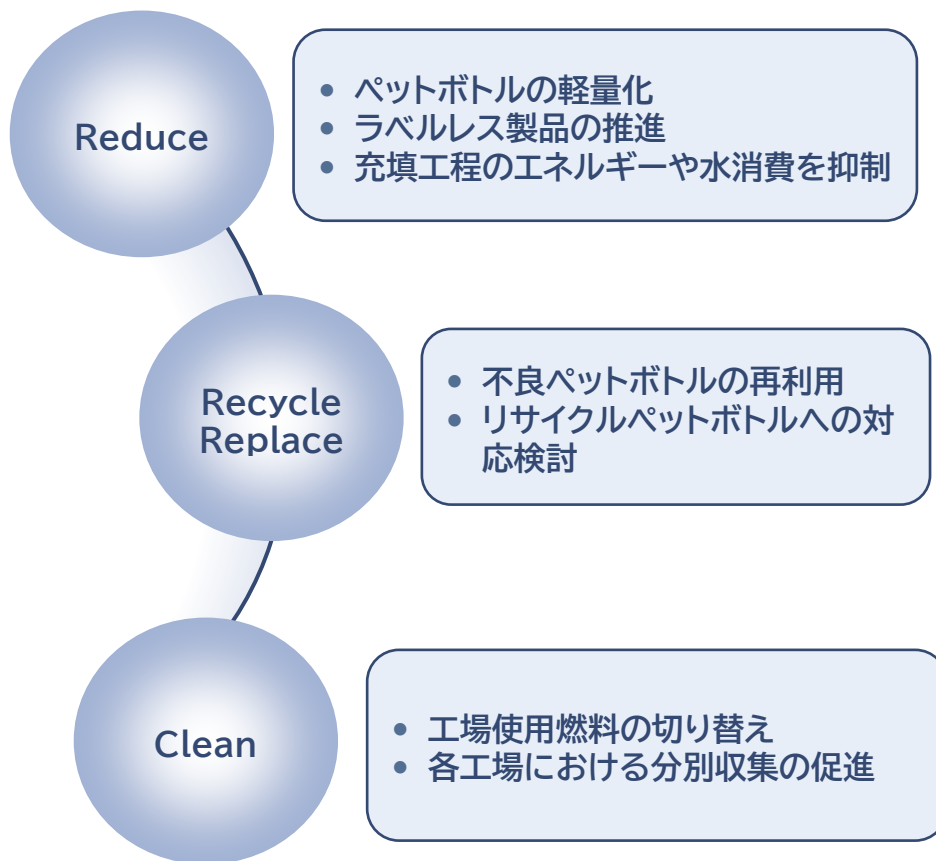 Reduce
• ペットボトルの軽量化
• ラベルレス製品の推進
• 充填工程のエネルギーや水消費を抑制
Recycle
Replace
• 不良ペットボトルの再利用
• リサイクルペットボトルへの対
応検討
Clean
• 工場使用燃料の切り替え
• 各工場における分別収集の促進